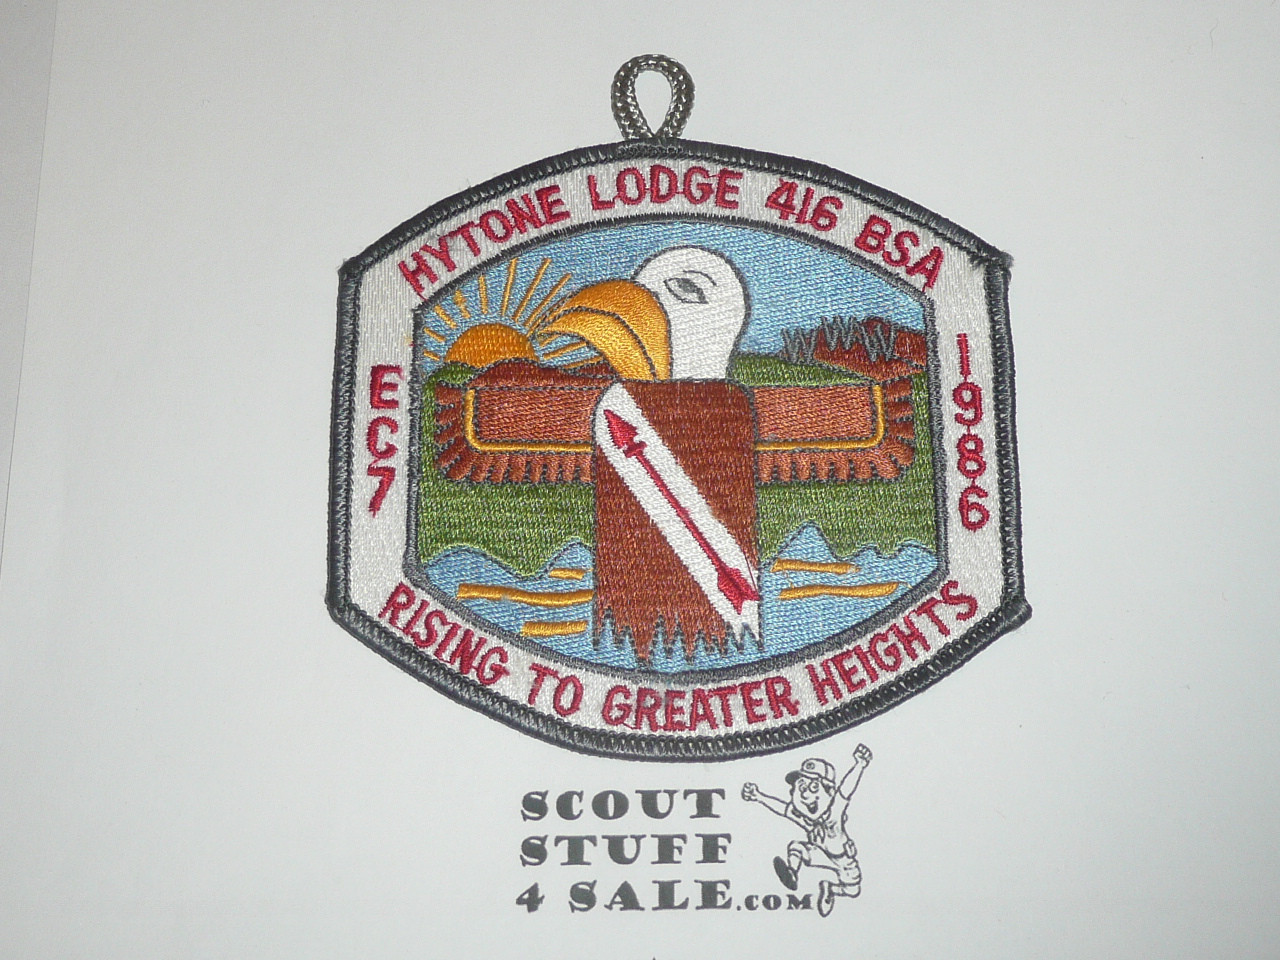 HYTONE LODGE 416 BSA
EC7
1986
RISING TO GREATER HEIGHTS
SCOUT
STUFF
4 SALE.COM